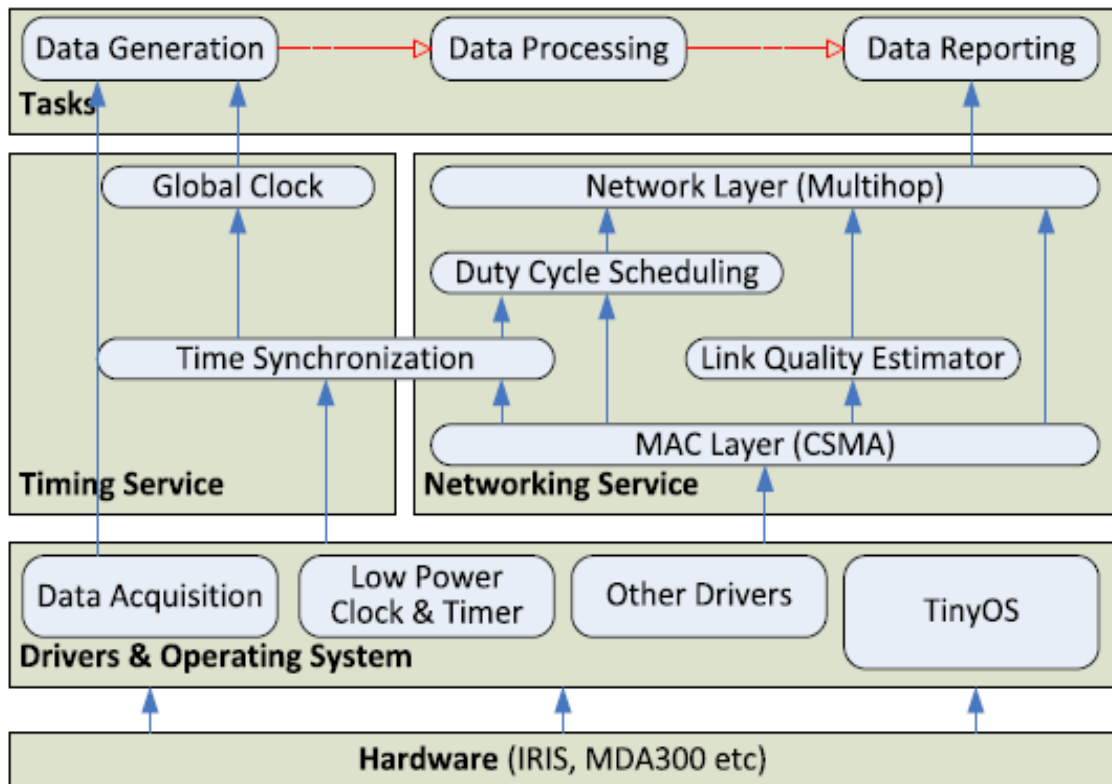 Data Generation
Data Processing
Data Reporting
Tasks
Global Clock
Network Layer (Multihop)
Duty Cycle Scheduling
Time Synchronization
Link Quality Estimator
MAC Layer (CSMA)
Timing Service
Networking Service
Data Acquisition
Low Power
Clock & Timer
Other Drivers
TinyOS
Drivers & Operating System
Hardware (IRIS, MDA300 etc)